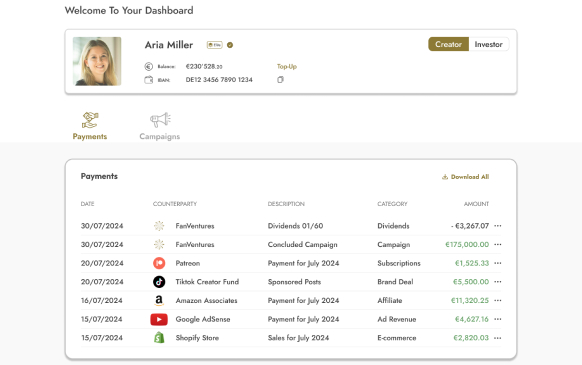 Welcome To Your Dashboard
Aria Miller
Elite
Creator
Investor
Balance: €230'528.20 Top-Up
IBAN: DE12 3456 7890 1234
Payments
Campaigns
Payments
Download All
DATE COUNTERPARTY DESCRIPTION CATEGORY AMOUNT
30/07/2024 FanVentures Dividends 01/60 Dividends - €3,267.07 ···
30/07/2024 FanVentures Concluded Campaign Campaign €175,000.00 ···
20/07/2024 Patreon Payment for July 2024 Subscriptions €1,525.33 ···
20/07/2024 Tiktok Creator Fund Sponsored Posts Brand Deal €5,500.00 ···
16/07/2024 a Amazon Associates Payment for July 2024 Affiliate €11,320.25 ···
15/07/2024 Google AdSense Payment for July 2024 Ad Revenue €4,627.16 ···
15/07/2024 Shopify Store Sales for July 2024 E-commerce €2,820.03 ···